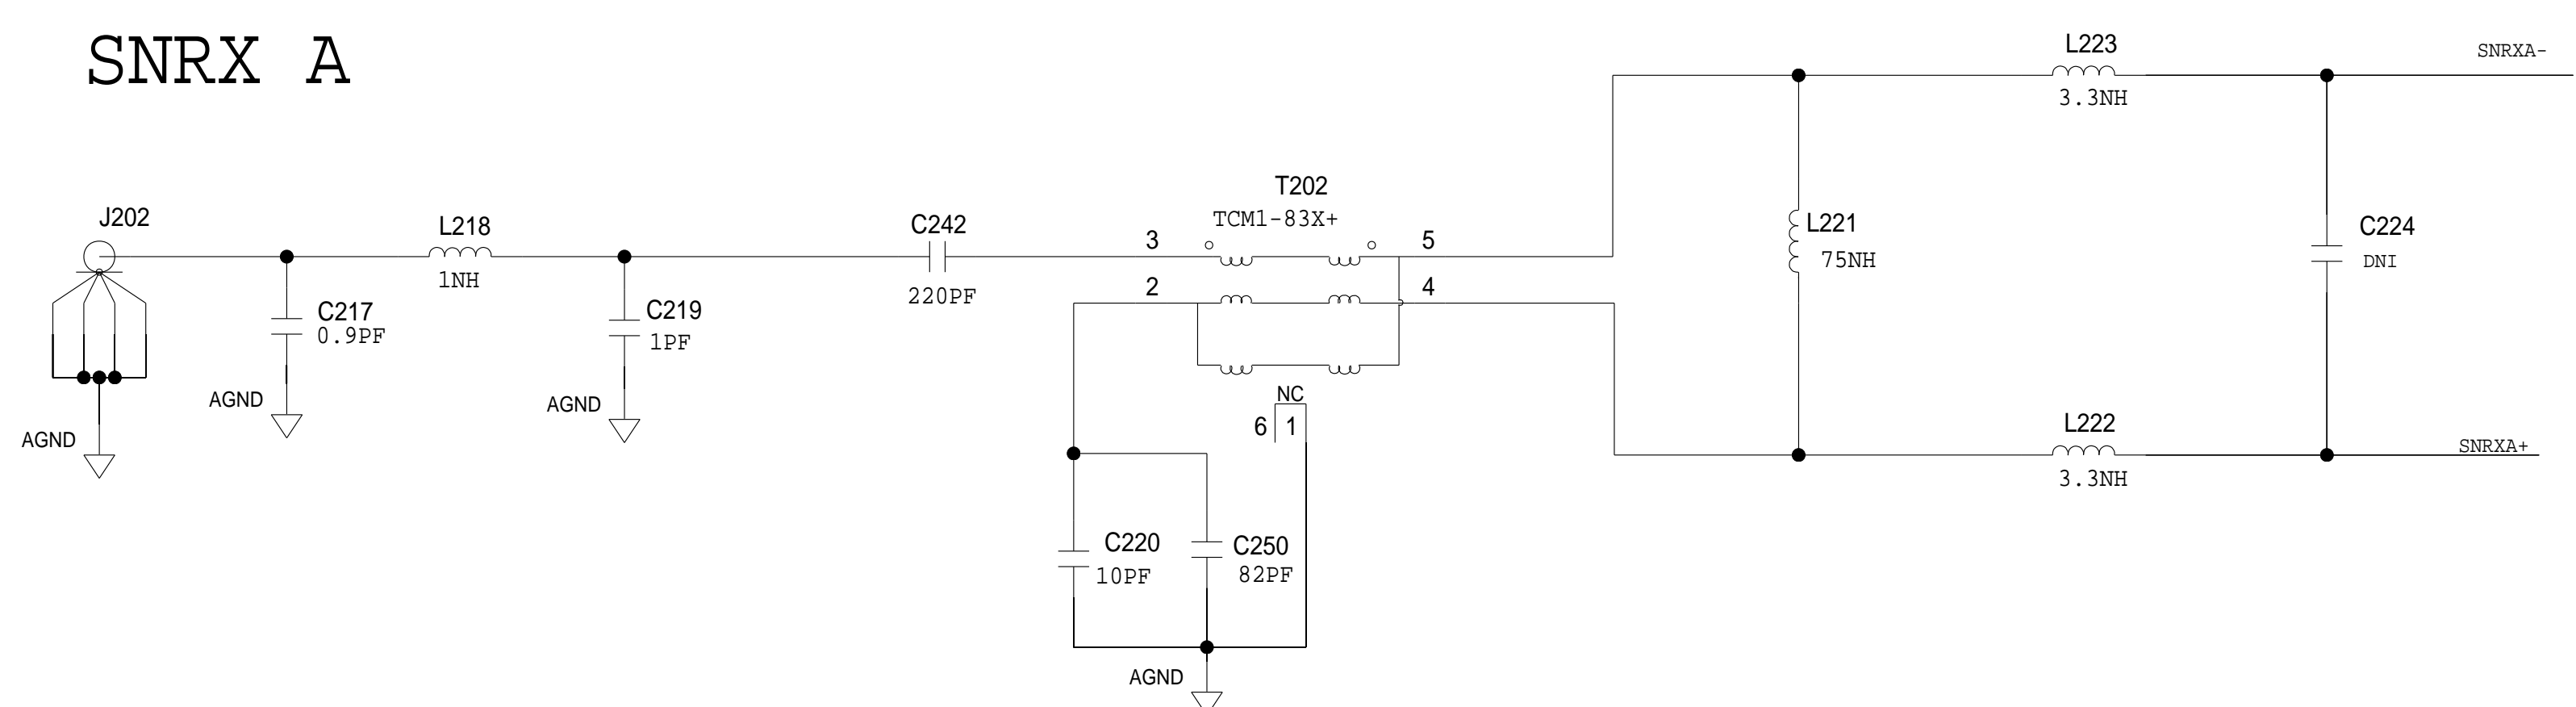 SNRX A
L223
3.3NH
SNRXA-
J202
L218
1NH
C217
0.9PF
C219
1PF
AGND
AGND
AGND
C242
220PF
T202
TCM1-83X+
3
5
2
4
NC
6
1
C220
10PF
C250
82PF
AGND
L221
75NH
C224
DNI
L222
3.3NH
SNRXA+